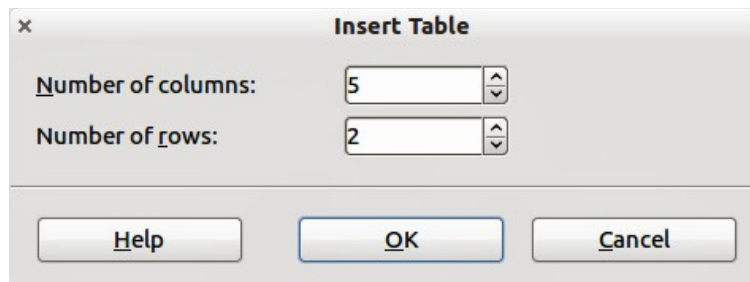 Insert Table
Number of columns: 5
Number of rows: 2
Help OK Cancel